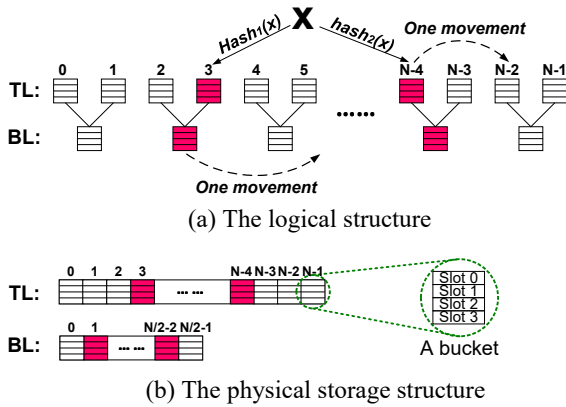 X
Hash1(x) hash2(x) One movement
0 1 2 3 4 5 N-4 N-3 N-2 N-1
TL:
......
BL:
One movement
(a) The logical structure
0 1 2 3 N-4 N-3 N-2 N-1
TL: ... ...
0 1 N/2-2 N/2-1
BL: ... ...
Slot 0
Slot 1
Slot 2
Slot 3
A bucket
(b) The physical storage structure